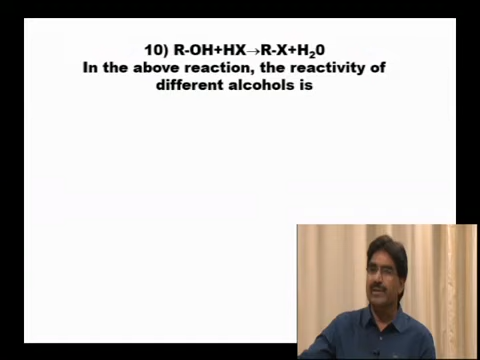 10) R-OH+HX→R-X+H₂0
In the above reaction, the reactivity of
different alcohols is